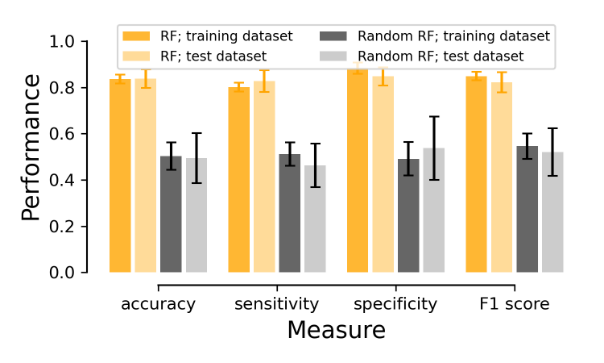 RF; training dataset
RF; test dataset
Random RF; training dataset
Random RF; test dataset
Performance
1.0
0.8
0.6
0.4
0.2
0.0
accuracy sensitivity specificity F1 score
Measure